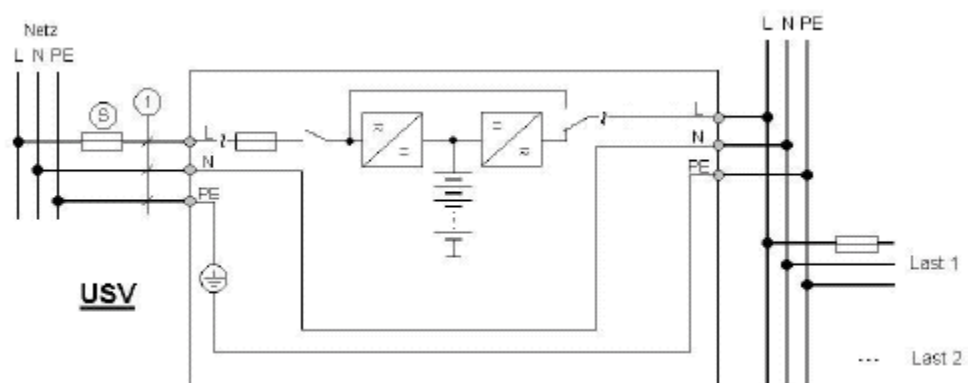 Netz
L N PE
S
1
L
N
PE
USV
L N PE
L
N
PE
Last 1
... Last 2